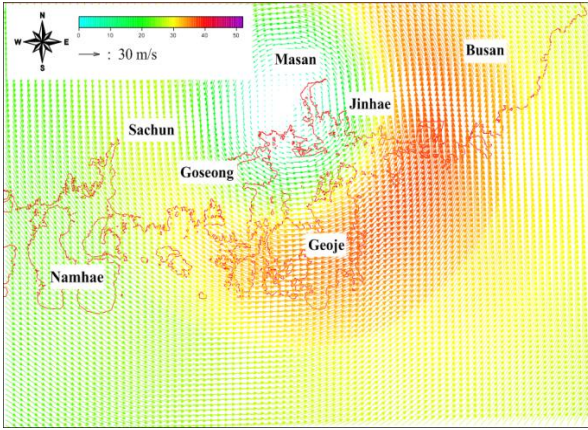 N
W E
S
0 10 20 30 40 50
: 30 m/s
Masan
Busan
Jinhae
Sachun
Goseong
Geoje
Namhae